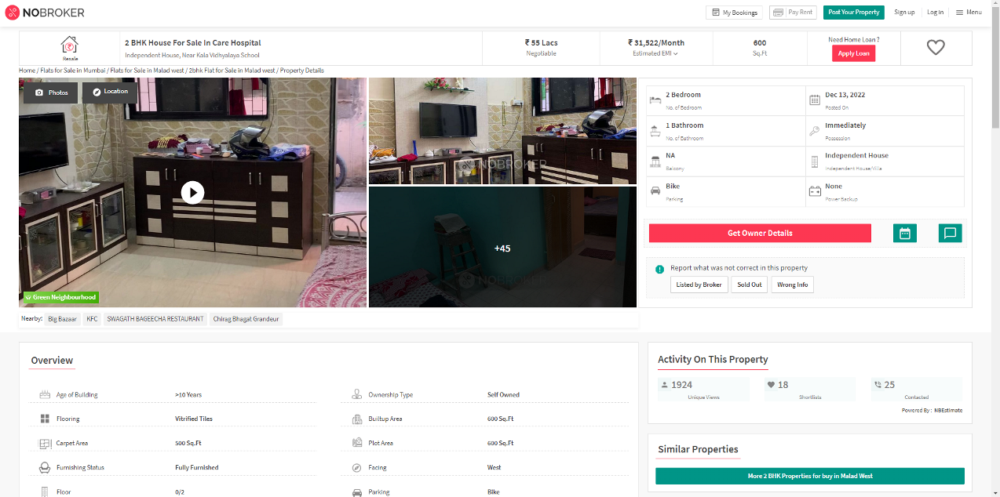 NOBROKER
My Bookings
Pay Rent
Post Your Property
Sign up
Log in
Menu
Resale
2 BHK House For Sale In Care Hospital
Independent House, Near Kala Vidhyalaya School
₹ 55 Lacs
Negotiable
₹ 31,522/Month
Estimated EMI
600
Sq.Ft
Need Home Loan ?
Apply Loan
Home / Flats for Sale in Mumbai / Flats for Sale in Malad west / 2bhk Flat for Sale in Malad west / Property Details
Photos
Location
NOBROKER
+45
NOBROKER
Green Neighbourhood
2 Bedroom
No. of Bedroom
Dec 13, 2022
Posted On
1 Bathroom
No. of Bathroom
Immediately
Possession
NA
Balcony
Independent House
Independent House/Villa
Bike
Parking
None
Power Backup
Get Owner Details
Report what was not correct in this property
Listed by Broker
Sold Out
Wrong Info
Nearby: Big Bazaar KFC SWAGATH BAGEECHA RESTAURANT Chirag Bhagat Grandeur
Overview
Age of Building >10 Years
Ownership Type Self Owned
Flooring Vitrified Tiles
Builtup Area 600 Sq.Ft
Carpet Area 500 Sq.Ft
Plot Area 600 Sq.Ft
Furnishing Status Fully Furnished
Facing West
Floor 0/2
Parking Bike
Activity On This Property
1924
Unique Views
18
Shortlists
25
Contacted
Powered By : NBEstimate
Similar Properties
More 2 BHK Properties for buy in Malad West